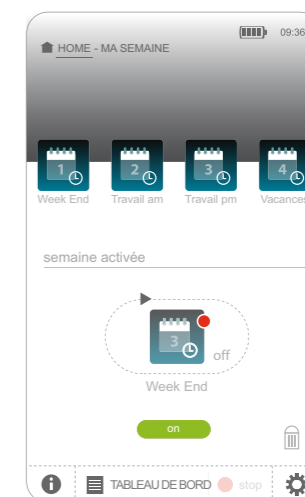 09:36
HOME - MA SEMAINE
1 2 3 4
Week End Travail am Travail pm Vacances
semaine activée
3
off
Week End
on
i TABLEAU DE BORD stop